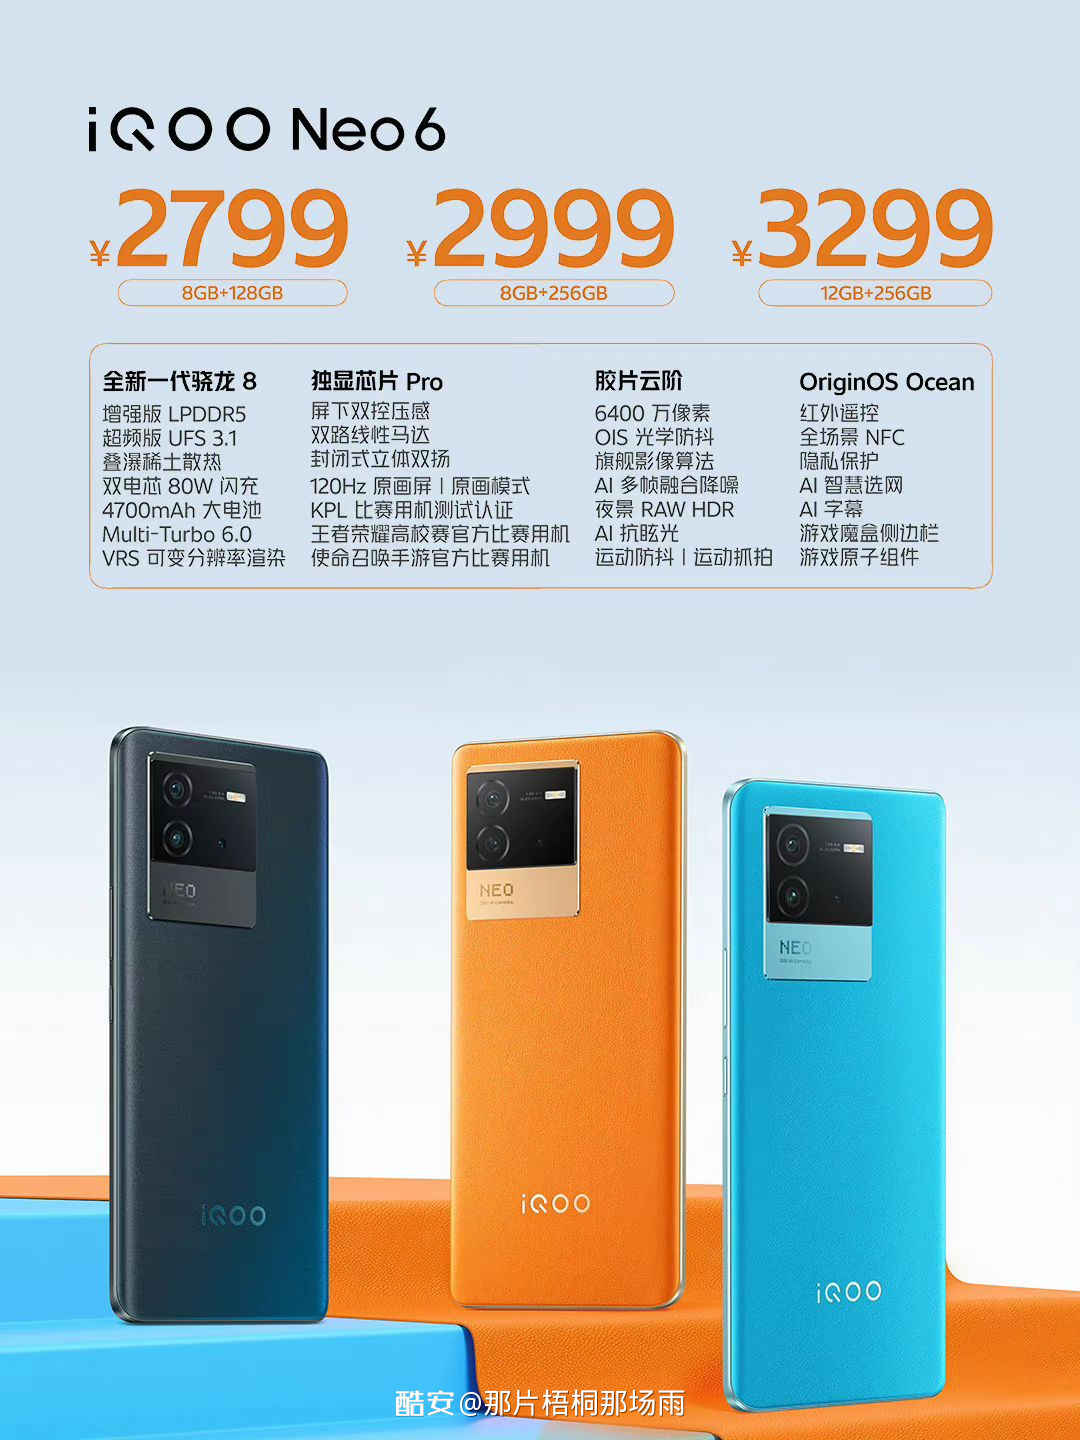 iQOO Neo6
¥2799 ¥2999 ¥3299
8GB+128GB 8GB+256GB 12GB+256GB
全新一代骁龙 8
增强版 LPDDR5
超频版 UFS 3.1
叠瀑稀土散热
双电芯 80W 闪充
4700mAh 大电池
Multi-Turbo 6.0
VRS 可变分辨率渲染
独显芯片 Pro
屏下双控压感
双路线性马达
封闭式立体双扬
120Hz 原画屏 | 原画模式
KPL 比赛用机测试认证
王者荣耀高校赛官方比赛用机
使命召唤手游官方比赛用机
胶片云阶
6400 万像素
OIS 光学防抖
旗舰影像算法
AI 多帧融合降噪
夜景 RAW HDR
AI 抗眩光
运动防抖 | 运动抓拍
OriginOS Ocean
红外遥控
全场景 NFC
隐私保护
AI 智慧选网
AI 字幕
游戏魔盒侧边栏
游戏原子组件
NEO
iQOO
NEO
iQOO
NEO
iQOO
酷安@那片梧桐那场雨